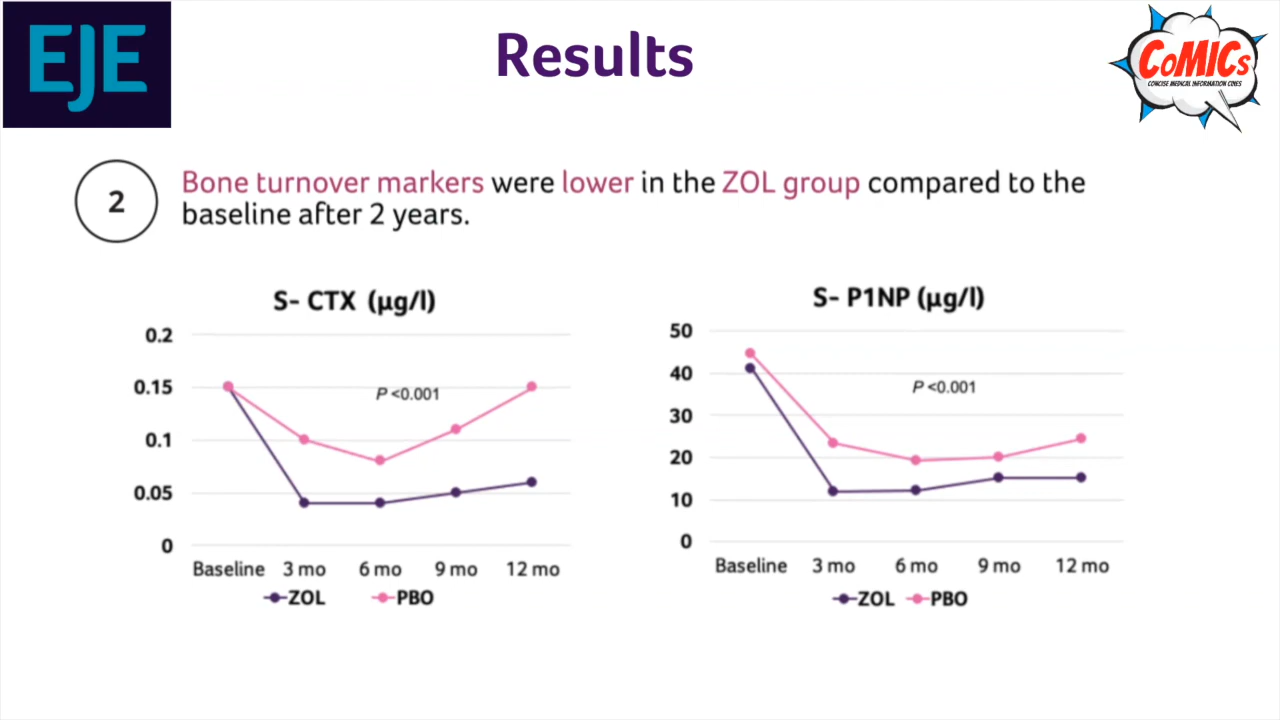 EJE
Results
CoMICs
CONCISE MEDICAL INFORMATION CINES
2
Bone turnover markers were lower in the ZOL group compared to the
baseline after 2 years.
S- CTX (µg/l)
0.2
0.15
0.1
0.05
0
P <0.001
Baseline 3 mo 6 mo 9 mo 12 mo
ZOL PBO
S- P1NP (µg/l)
50
40
30
20
10
0
P <0.001
Baseline 3 mo 6 mo 9 mo 12 mo
ZOL PBO